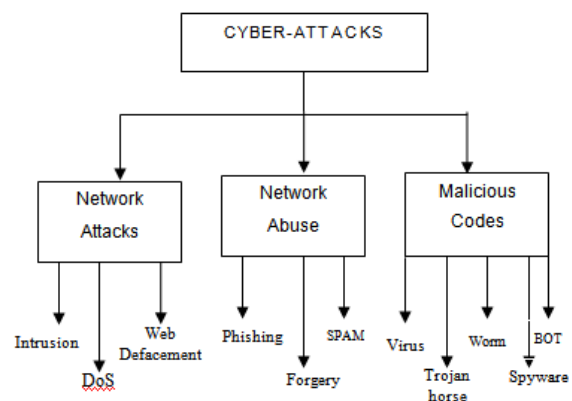 CYBER-ATTACKS
Network
Attacks
Network
Abuse
Malicious
Codes
Intrusion
DoS
Web
Defacement
Phishing
Forgery
SPAM
Virus
Trojan
horse
Worm
Spyware
BOT